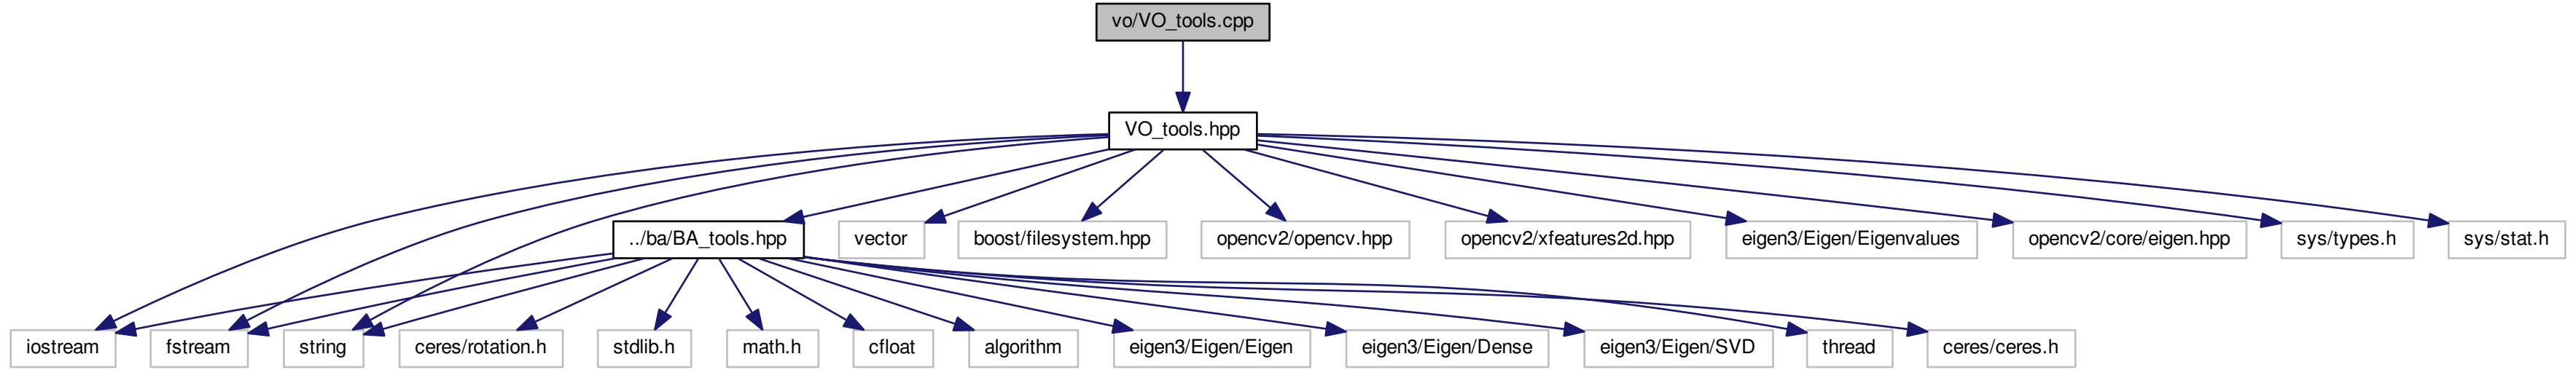 vo/VO_tools.cpp
VO_tools.hpp
../ba/BA_tools.hpp
vector
boost/filesystem.hpp
opencv2/opencv.hpp
opencv2/xfeatures2d.hpp
eigen3/Eigen/Eigenvalues
opencv2/core/eigen.hpp
sys/types.h
sys/stat.h
iostream
fstream
string
ceres/rotation.h
stdlib.h
math.h
cfloat
algorithm
eigen3/Eigen/Eigen
eigen3/Eigen/Dense
eigen3/Eigen/SVD
thread
ceres/ceres.h